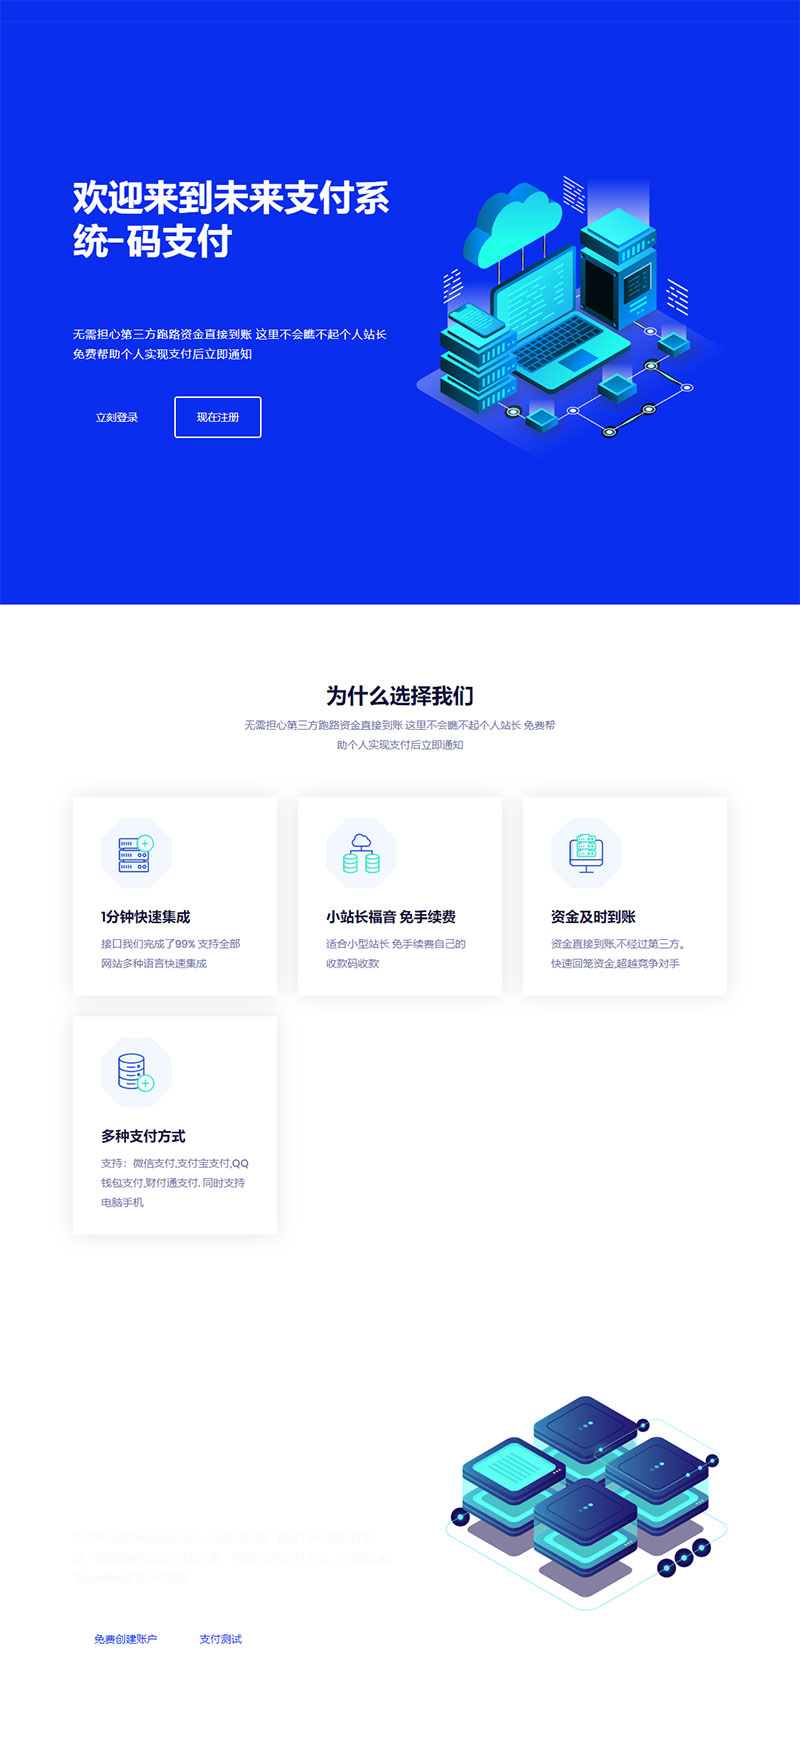 欢迎来到未来支付系
统-码支付
无需担心第三方跑路资金直接到账 这里不会瞧不起个人站长
免费帮助个人实现支付后立即通知
立刻登录
现在注册
为什么选择我们
无需担心第三方跑路资金直接到账 这里不会瞧不起个人站长 免费帮
助个人实现支付后立即通知
1分钟快速集成
接口我们完成了99% 支持全部
网站多种语言快速集成
小站长福音 免手续费
适合小型站长 免手续费自己的
收款码收款
资金及时到账
资金直接到账,不经过第三方。
快速回笼资金,超越竞争对手
多种支付方式
支持：微信支付,支付宝支付,QQ
钱包支付,财付通支付. 同时支持
电脑手机
免费创建账户
支付测试